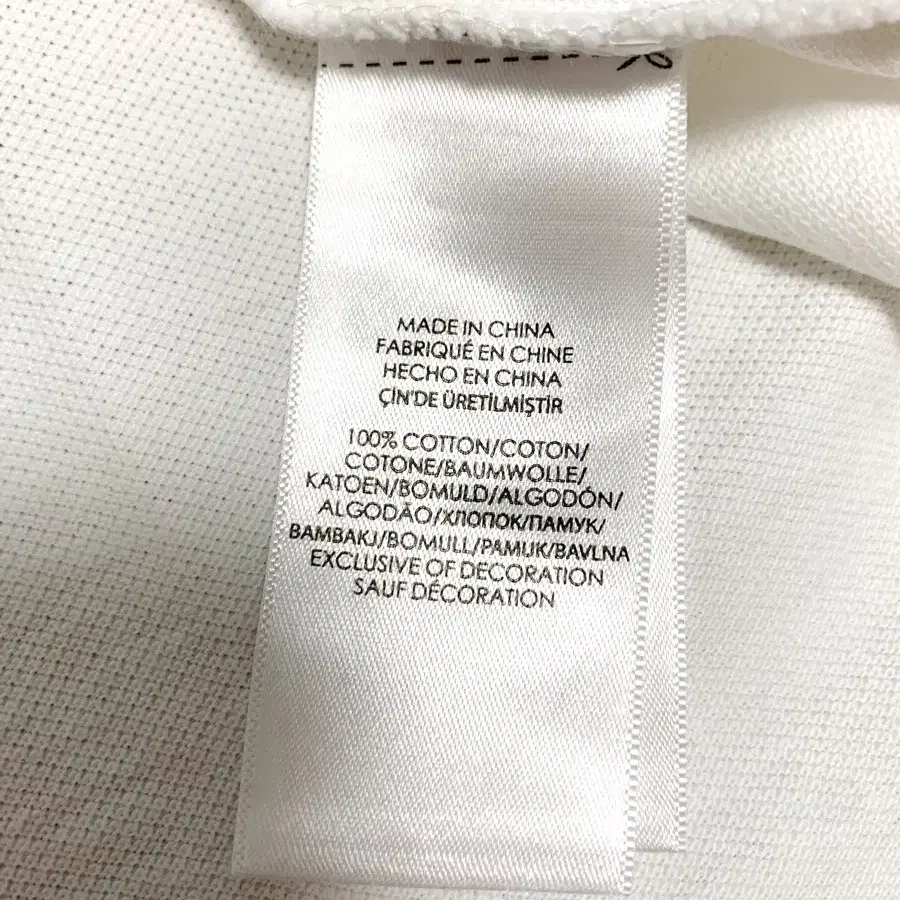 MADE IN CHINA
FABRIQUÉ EN CHINE
HECHO EN CHINA
ÇİN'DE ÜRETİLMİŞTİR
100% COTTON/COTON/
COTONE/BAUMWOLLE/
KATOEN/BOMULD/ALGODÓN/
ALGODÃO/ХЛОПОК/ПАМУК/
BAMBAKJ/BOMULL/PAMUK/BAVLNA
EXCLUSIVE OF DECORATION
SAUF DÉCORATION